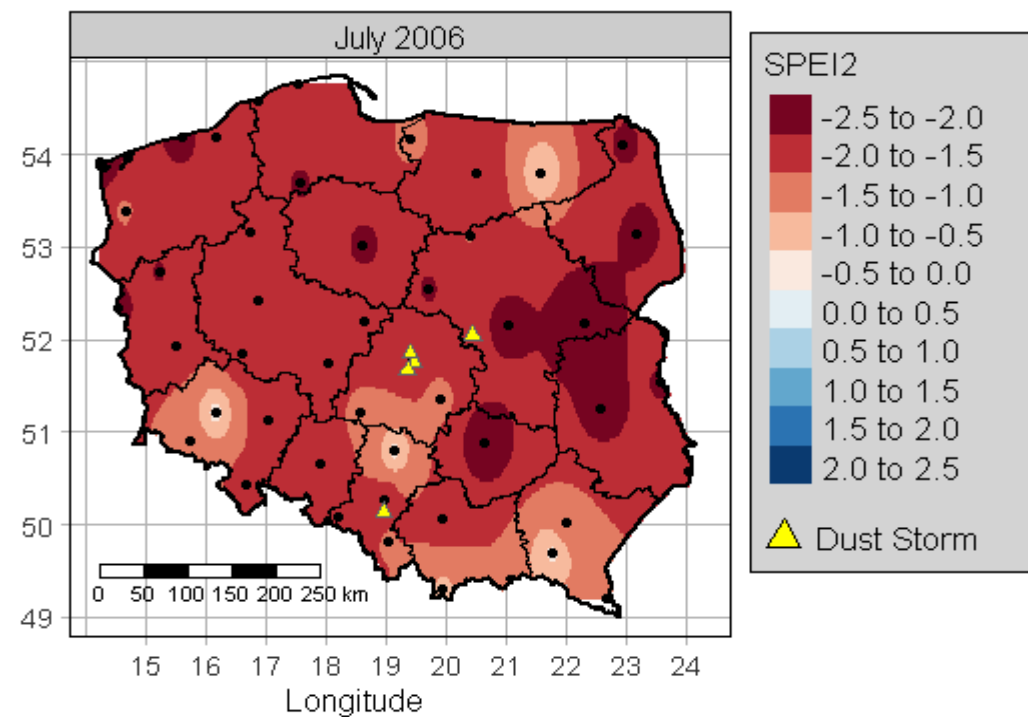 July 2006
54
53
52
51
50
49
0 50 100 150 200 250 km
15 16 17 18 19 20 21 22 23 24
Longitude
SPEI2
-2.5 to -2.0
-2.0 to -1.5
-1.5 to -1.0
-1.0 to -0.5
-0.5 to 0.0
0.0 to 0.5
0.5 to 1.0
1.0 to 1.5
1.5 to 2.0
2.0 to 2.5
Dust Storm